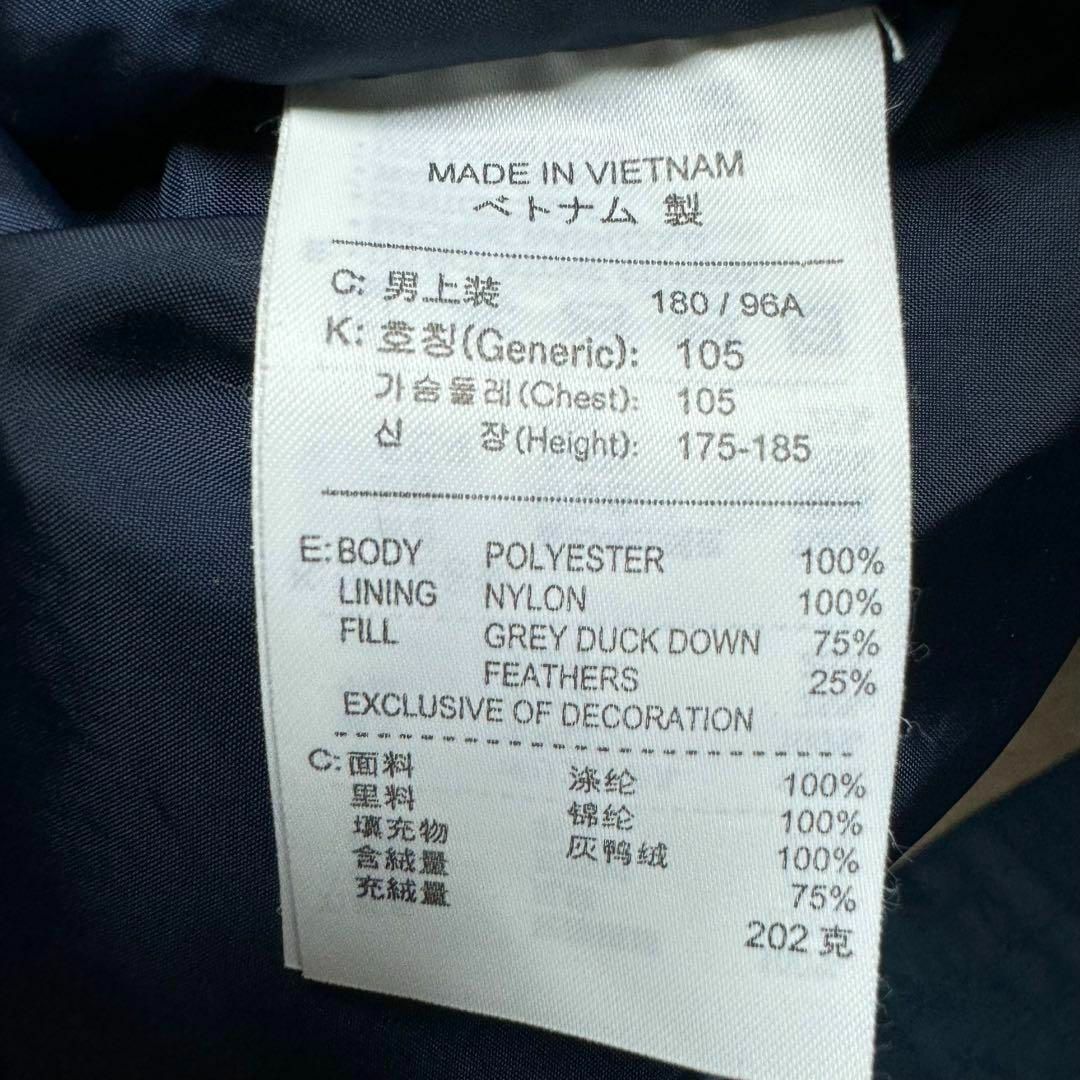 MADE IN VIETNAM
ベトナム 製
C: 男上装 180 / 96A
K: 호칭(Generic): 105
가슴둘레(Chest): 105
신 장(Height): 175-185
E: BODY POLYESTER 100%
LINING NYLON 100%
FILL GREY DUCK DOWN 75%
FEATHERS 25%
EXCLUSIVE OF DECORATION
C: 面料 涤纶 100%
里料 锦纶 100%
填充物 灰鸭绒 100%
含絨量 75%
充絨量 202 克